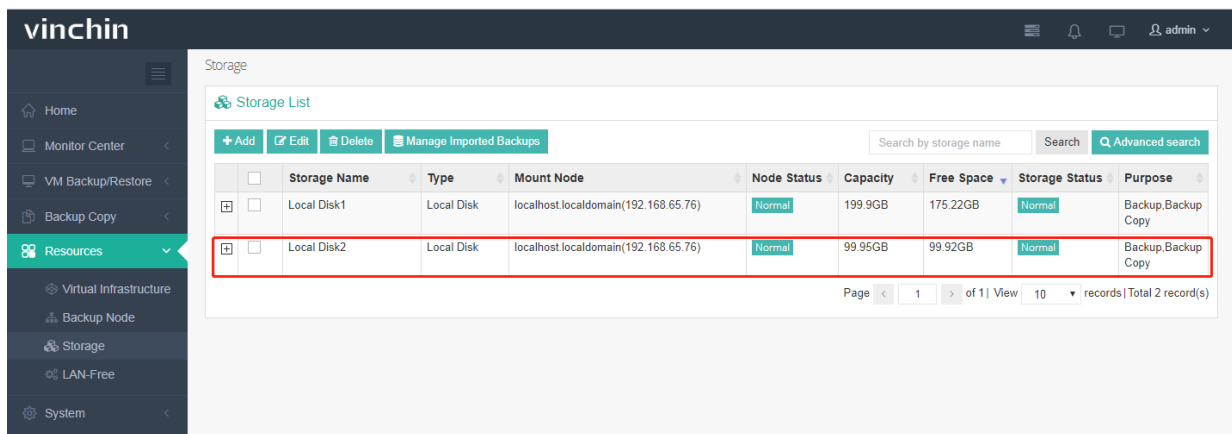 vinchin
admin
Storage
Home
Monitor Center
VM Backup/Restore
Backup Copy
Resources
Virtual Infrastructure
Backup Node
Storage
LAN-Free
System
Storage List
Add Edit Delete Manage Imported Backups Search by storage name Search Advanced search
Storage Name Type Mount Node Node Status Capacity Free Space Storage Status Purpose
Local Disk1 Local Disk localhost.localdomain(192.168.65.76) Normal 199.9GB 175.22GB Normal Backup,Backup
Copy
Local Disk2 Local Disk localhost.localdomain(192.168.65.76) Normal 99.95GB 99.92GB Normal Backup,Backup
Copy
Page < 1 > of 1 | View 10 records | Total 2 record(s)